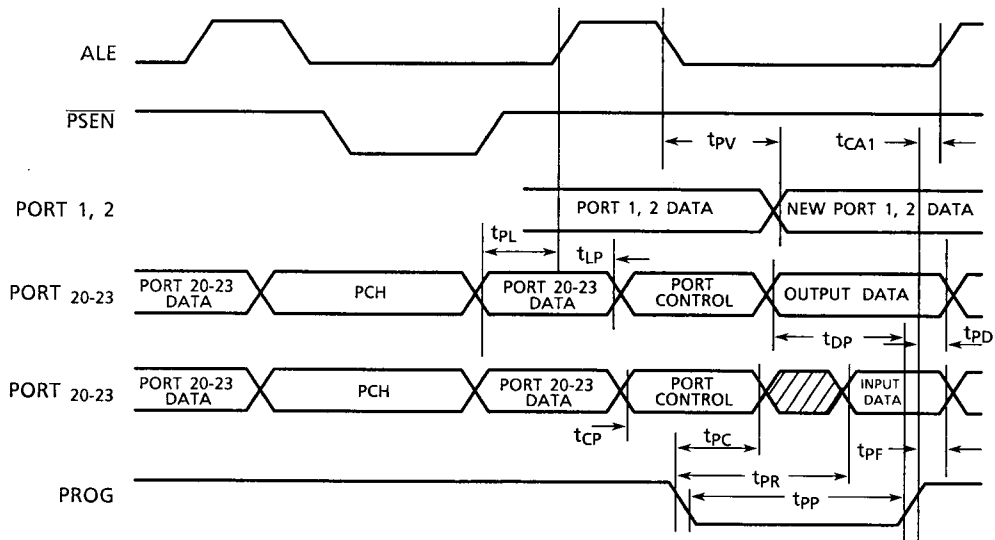 ALE
PSEN
tPV
tCA1
PORT 1, 2
PORT 1, 2 DATA
NEW PORT 1, 2 DATA
tPL
tLP
PORT 20-23
PORT 20-23
DATA
PCH
PORT 20-23
DATA
PORT
CONTROL
OUTPUT DATA
tDP
tPD
PORT 20-23
PORT 20-23
DATA
PCH
PORT 20-23
DATA
PORT
CONTROL
INPUT
DATA
tCP
tPC
tPF
tPR
tPP
PROG